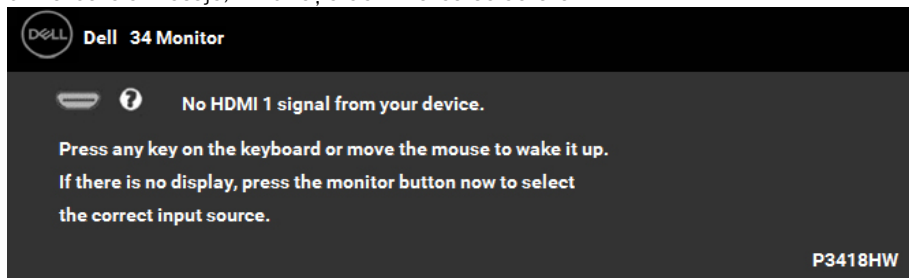 DELL
Dell 34 Monitor
No HDMI 1 signal from your device.
Press any key on the keyboard or move the mouse to wake it up.
If there is no display, press the monitor button now to select
the correct input source.
P3418HW